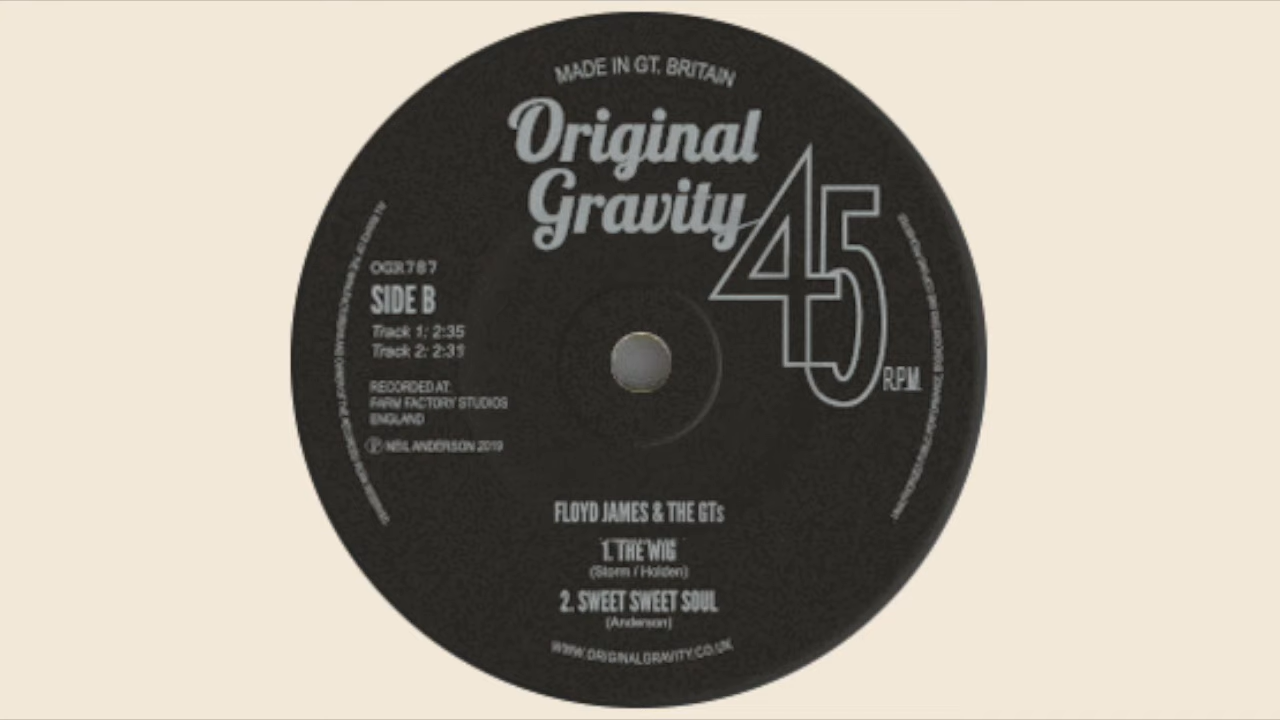 MADE IN GT. BRITAIN
Original
Gravity
45
R.P.M.
OGR787
SIDE B
Track 1: 2:35
Track 2: 2:31
RECORDED AT:
FARM FACTORY STUDIOS
ENGLAND
Ⓟ NEIL ANDERSON 2019
FLOYD JAMES & THE GTs
1. THE WIG
(Storm / Holden)
2. SWEET SWEET SOUL
(Anderson)
WWW.ORIGINALGRAVITY.CO.UK